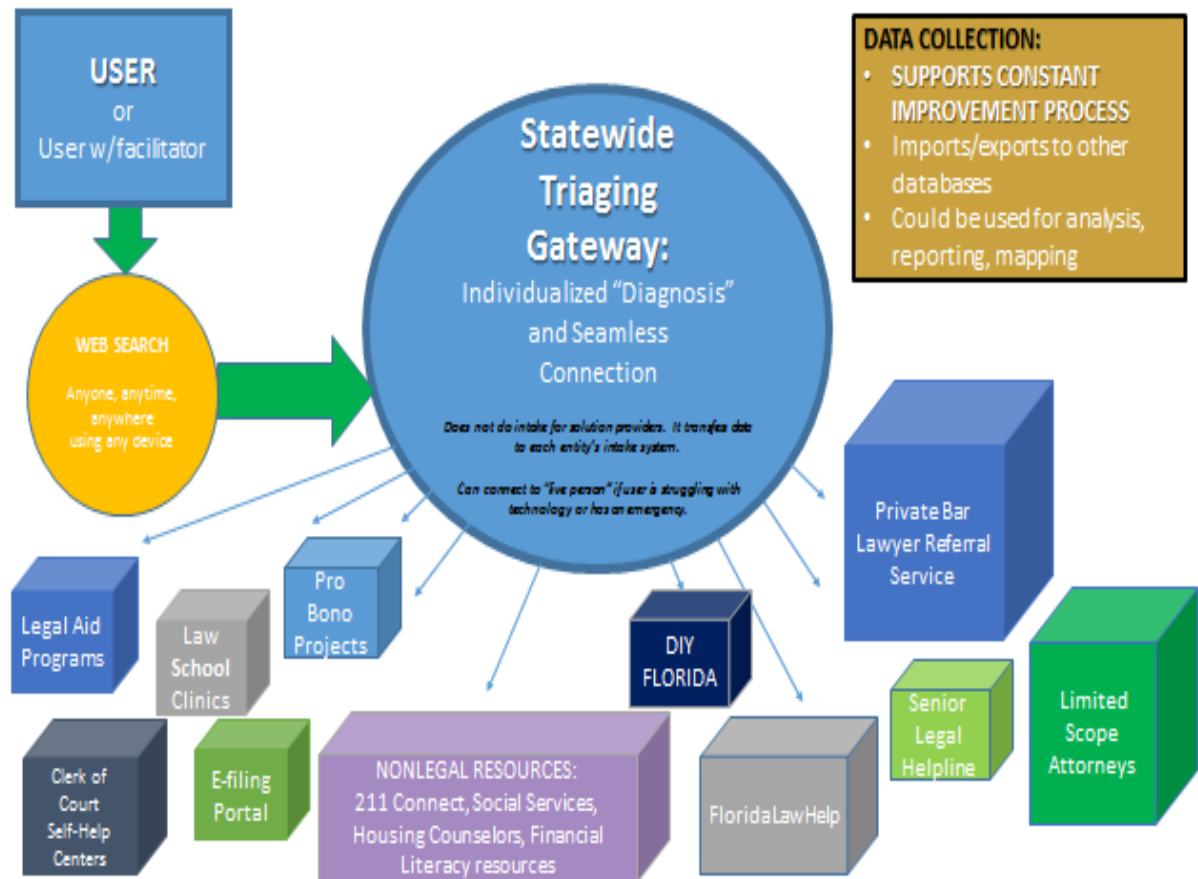 USER
or
User w/facilitator
WEB SEARCH
Anyone, anytime,
anywhere
using any device
Statewide
Triaging
Gateway:
Individualized “Diagnosis”
and Seamless
Connection
Does not do intake for solution providers. It transfers data
to each entity’s intake system.
Can connect to “live person” if user is struggling with
technology or has an emergency.
DATA COLLECTION:
• SUPPORTS CONSTANT
IMPROVEMENT PROCESS
• Imports/exports to other
databases
• Could be used for analysis,
reporting, mapping
Legal Aid
Programs
Law
School
Clinics
Pro
Bono
Projects
DIY
FLORIDA
Private Bar
Lawyer Referral
Service
Clerk of
Court
Self-Help
Centers
E-filing
Portal
NONLEGAL RESOURCES:
211 Connect, Social Services,
Housing Counselors, Financial
Literacy resources
FloridaLawHelp
Senior
Legal
Helpline
Limited
Scope
Attorneys